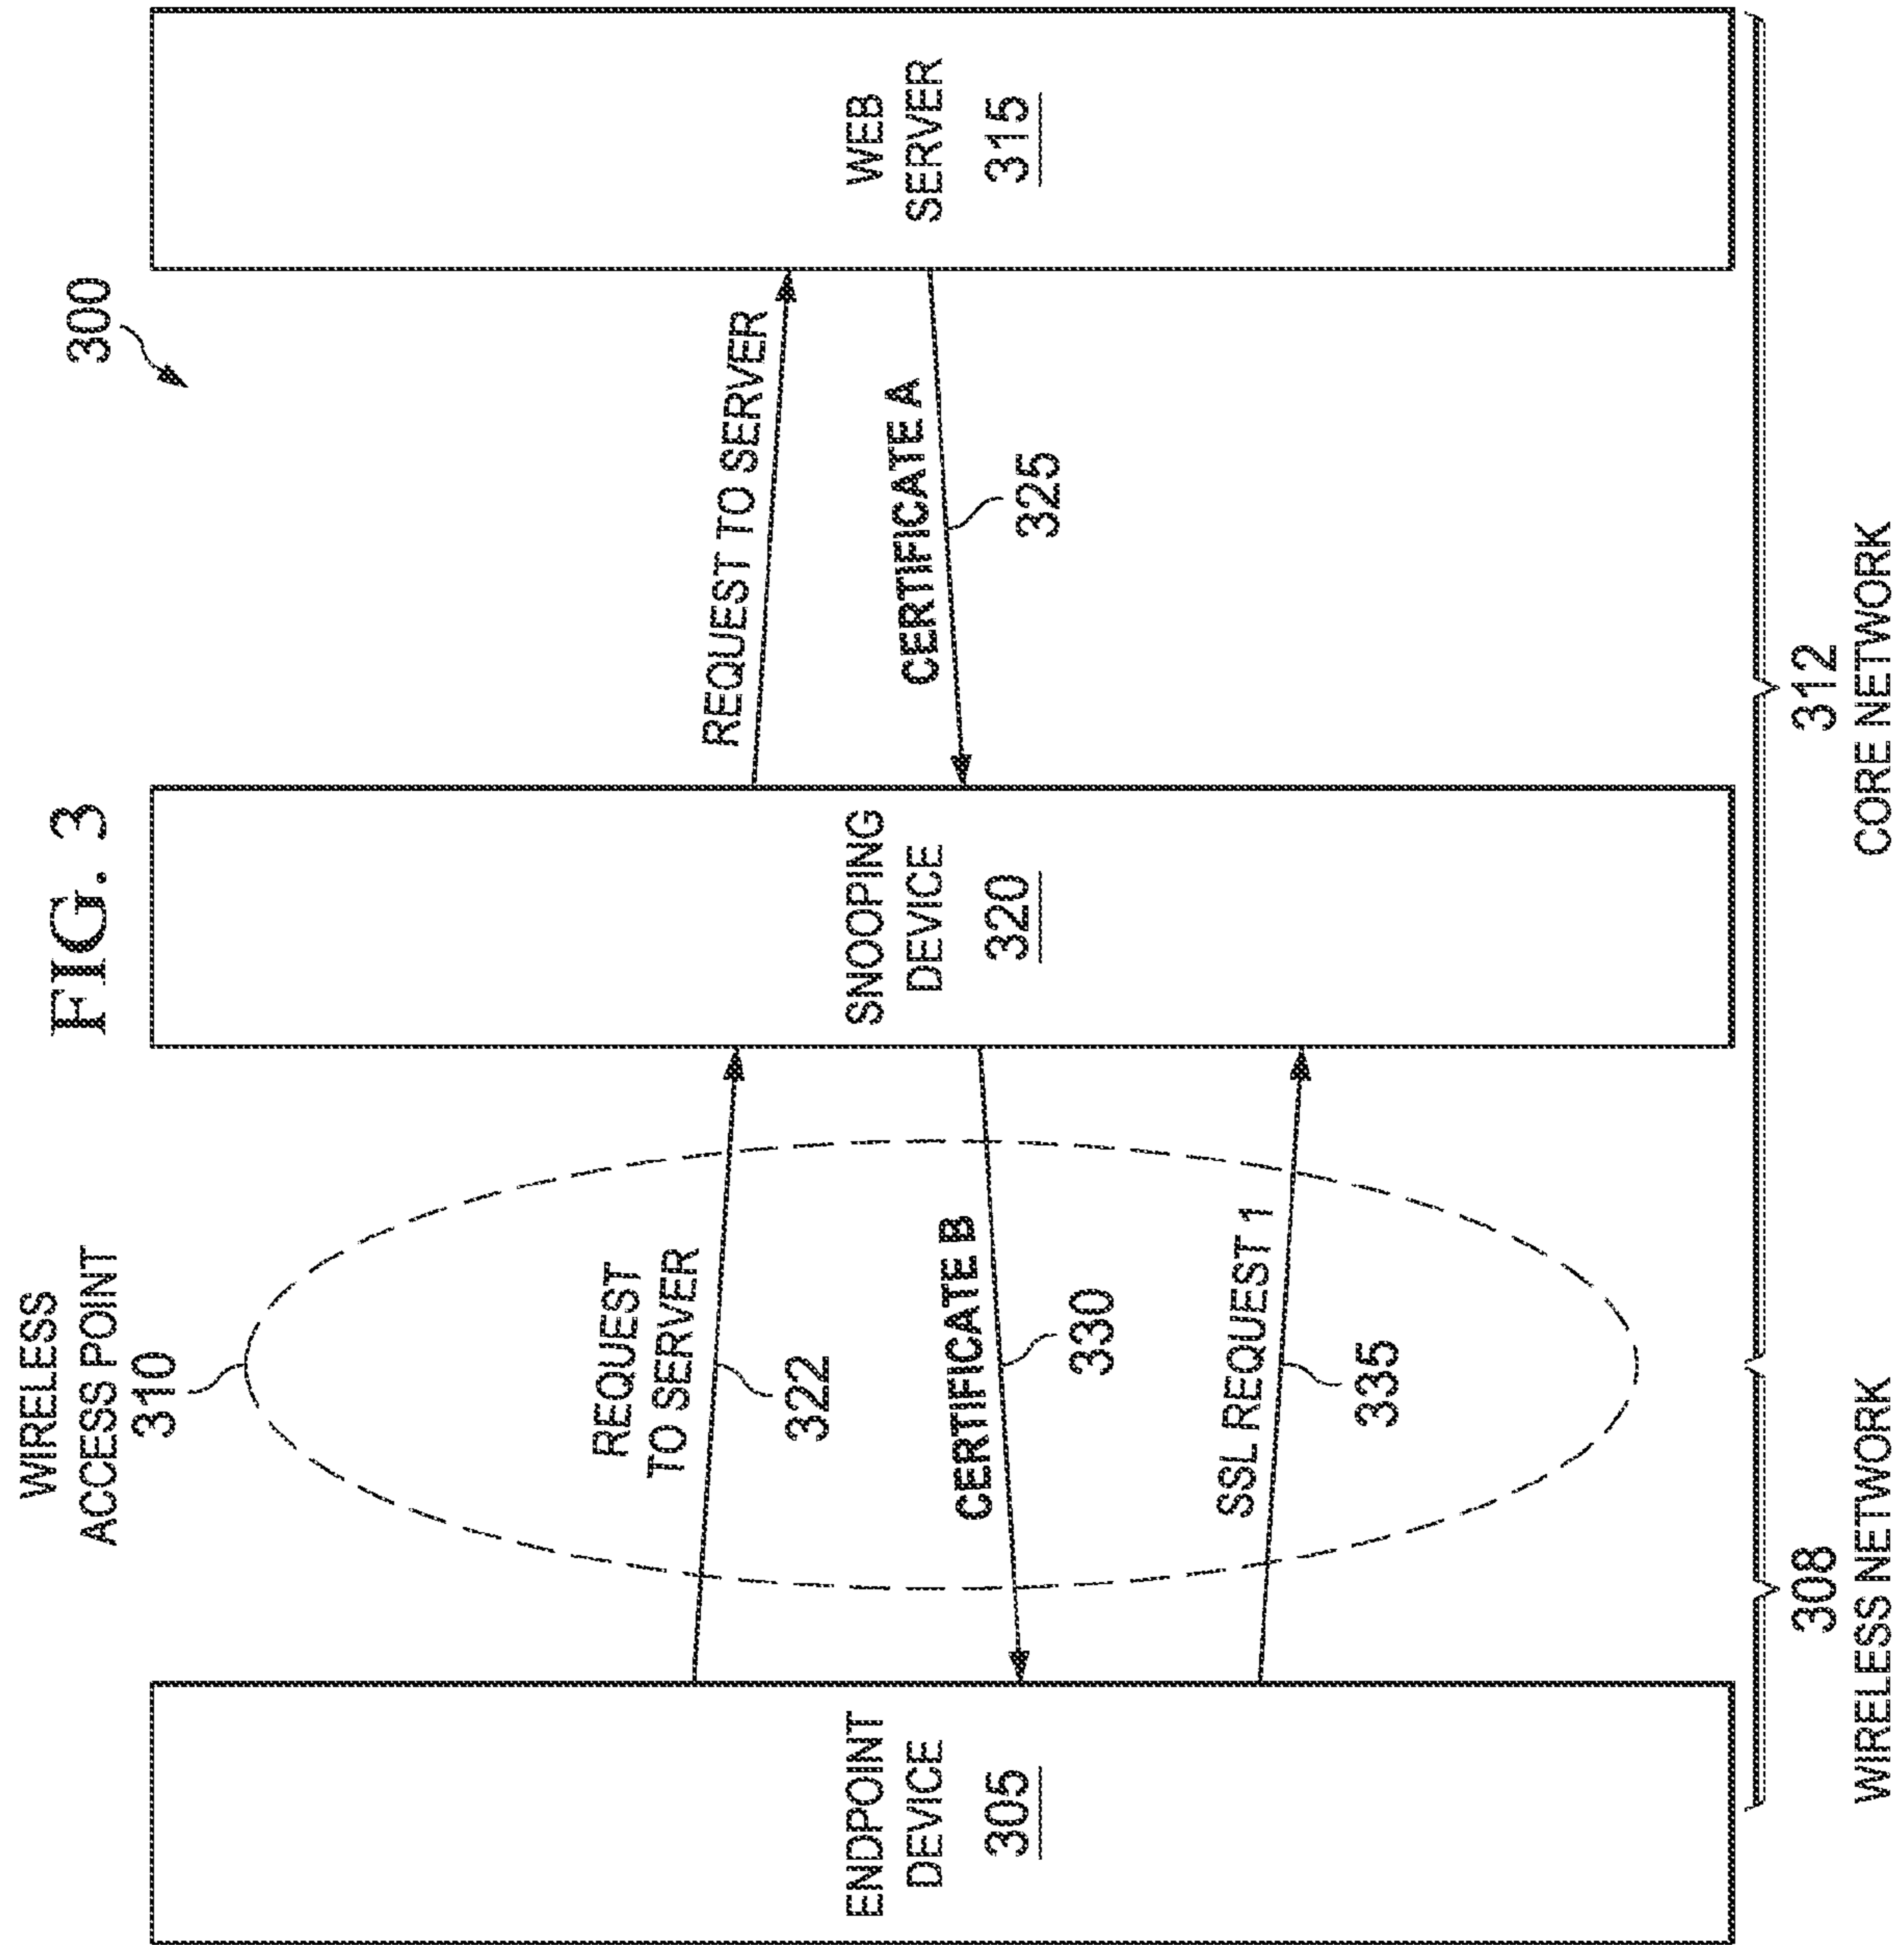 FIG. 3
300
WIRELESS
ACCESS POINT
310
ENDPOINT
DEVICE
305
SNOOPING
DEVICE
320
WEB
SERVER
315
REQUEST
TO SERVER
322
REQUEST TO SERVER
CERTIFICATE A
325
CERTIFICATE B
330
SSL REQUEST 1
335
308
WIRELESS NETWORK
312
CORE NETWORK